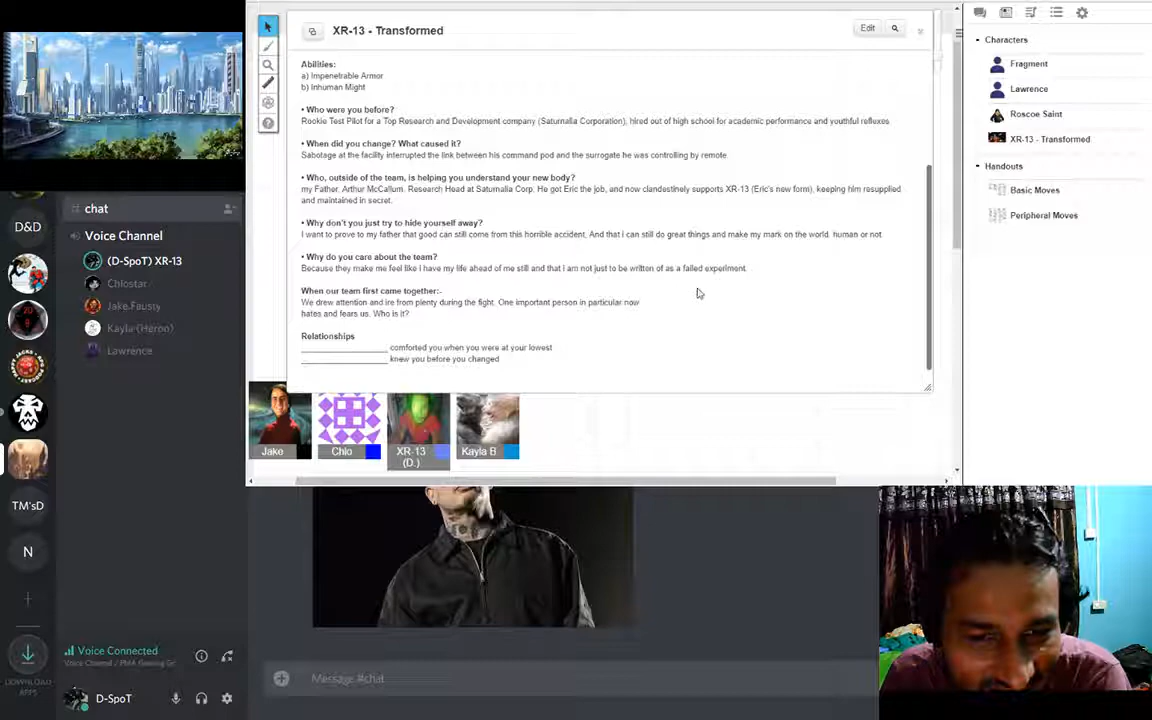 XR-13 - Transformed
Edit
Abilities:
a) Impenetrable Armor
b) Inhuman Might
• Who were you before?
Rookie Test Pilot for a Top Research and Development company (Saturnalia Corporation), hired out of high school for academic performance and youthful reflexes
• When did you change? What caused it?
Sabotage at the facility interrupted the link between his command pod and the surrogate he was controlling by remote.
• Who, outside of the team, is helping you understand your new body?
my Father, Arthur McCallum. Research Head at Saturnalia Corp. He got Eric the job, and now clandestinely supports XR-13 (Eric's new form), keeping him resupplied
and maintained in secret.
• Why don't you just try to hide yourself away?
I want to prove to my father that good can still come from this horrible accident, And that i can still do great things and make my mark on the world. human or not.
• Why do you care about the team?
Because they make me feel like i have my life ahead of me still and that i am not just to be written of as a failed experiment.
When our team first came together:-
We drew attention and ire from plenty during the fight. One important person in particular now
hates and fears us. Who is it?
Relationships
________________ comforted you when you were at your lowest
________________ knew you before you changed
Jake
Chlo
XR-13
(D.)
Kayla B
Characters
Fragment
Lawrence
Roscoe Saint
XR-13 - Transformed
Handouts
Basic Moves
Peripheral Moves
# chat
Voice Channel
(D-SpoT) XR-13
Chlostar
Jake Fausty
Kayla (Heron)
Lawrence
D&D
TM'sD
N
DOWNLOAD
APPS
Voice Connected
D-SpoT
Message #chat